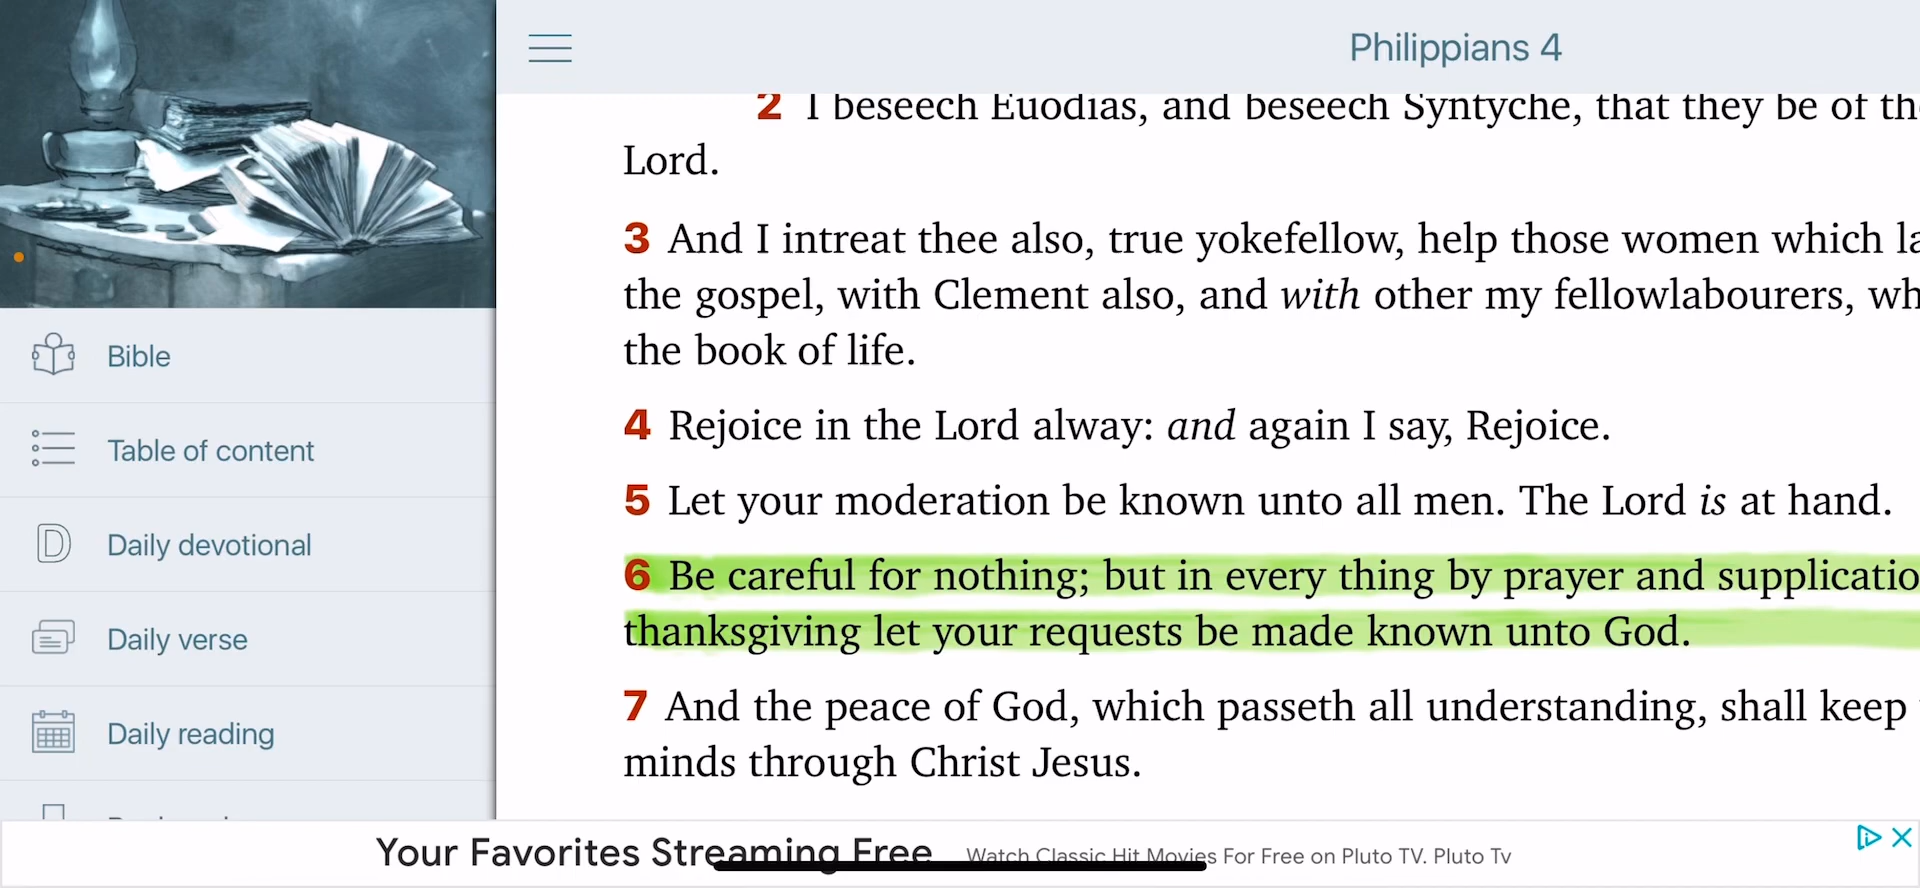 Philippians 4
2 I beseech Euodias, and beseech Syntyche, that they be of
Lord.
3 And I intreat thee also, true yokefellow, help those women which
the gospel, with Clement also, and with other my fellowlabourers,
the book of life.
4 Rejoice in the Lord alway: and again I say, Rejoice.
5 Let your moderation be known unto all men. The Lord is at hand.
6 Be careful for nothing; but in every thing by prayer and supplicatio
thanksgiving let your requests be made known unto God.
7 And the peace of God, which passeth all understanding, shall keep
minds through Christ Jesus.
Bible
Table of content
D
Daily devotional
Daily verse
Daily reading
Your Favorites Streaming Free
Watch Classic Hit Movies For Free on Pluto TV. Pluto Tv